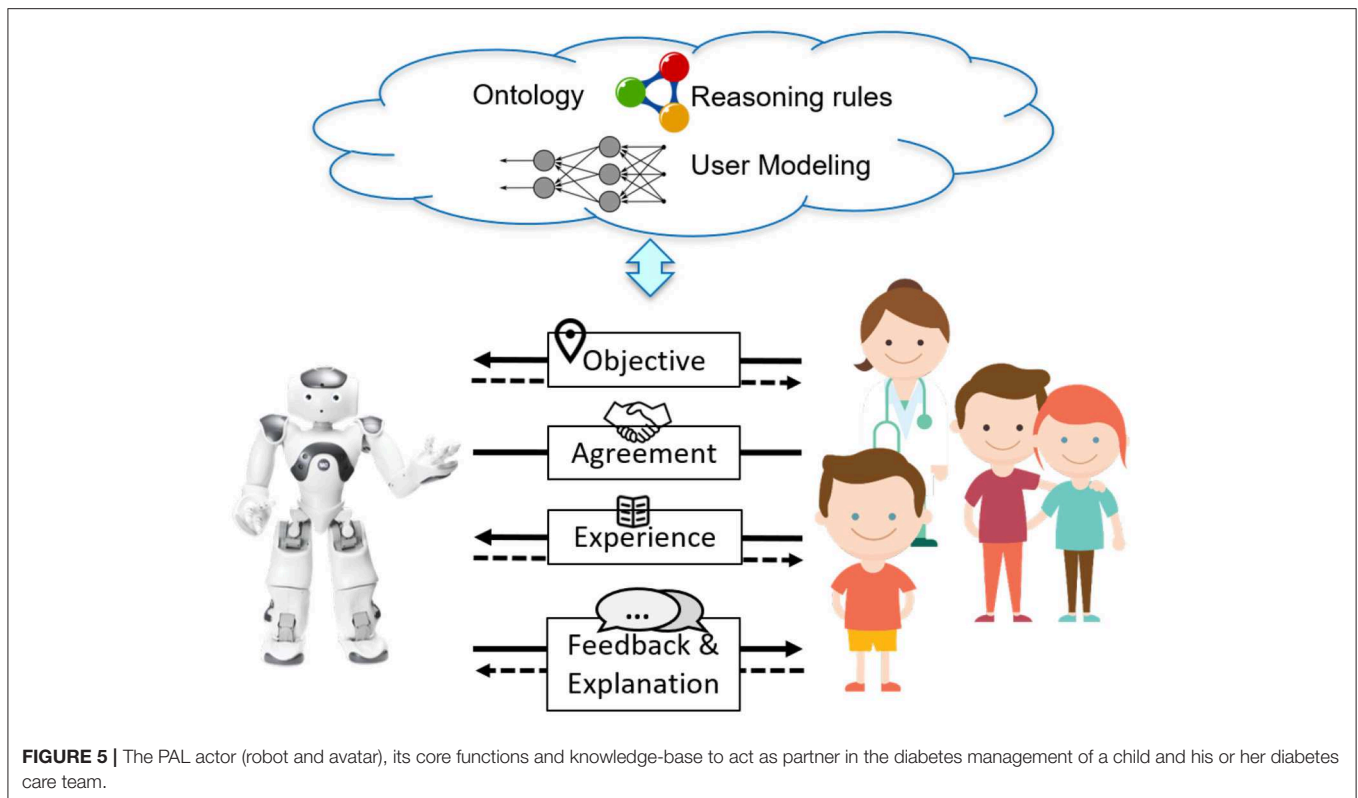 Ontology
Reasoning rules
User Modeling
Objective
Agreement
Experience
...
Feedback &
Explanation
FIGURE 5 | The PAL actor (robot and avatar), its core functions and knowledge-base to act as partner in the diabetes management of a child and his or her diabetes
care team.